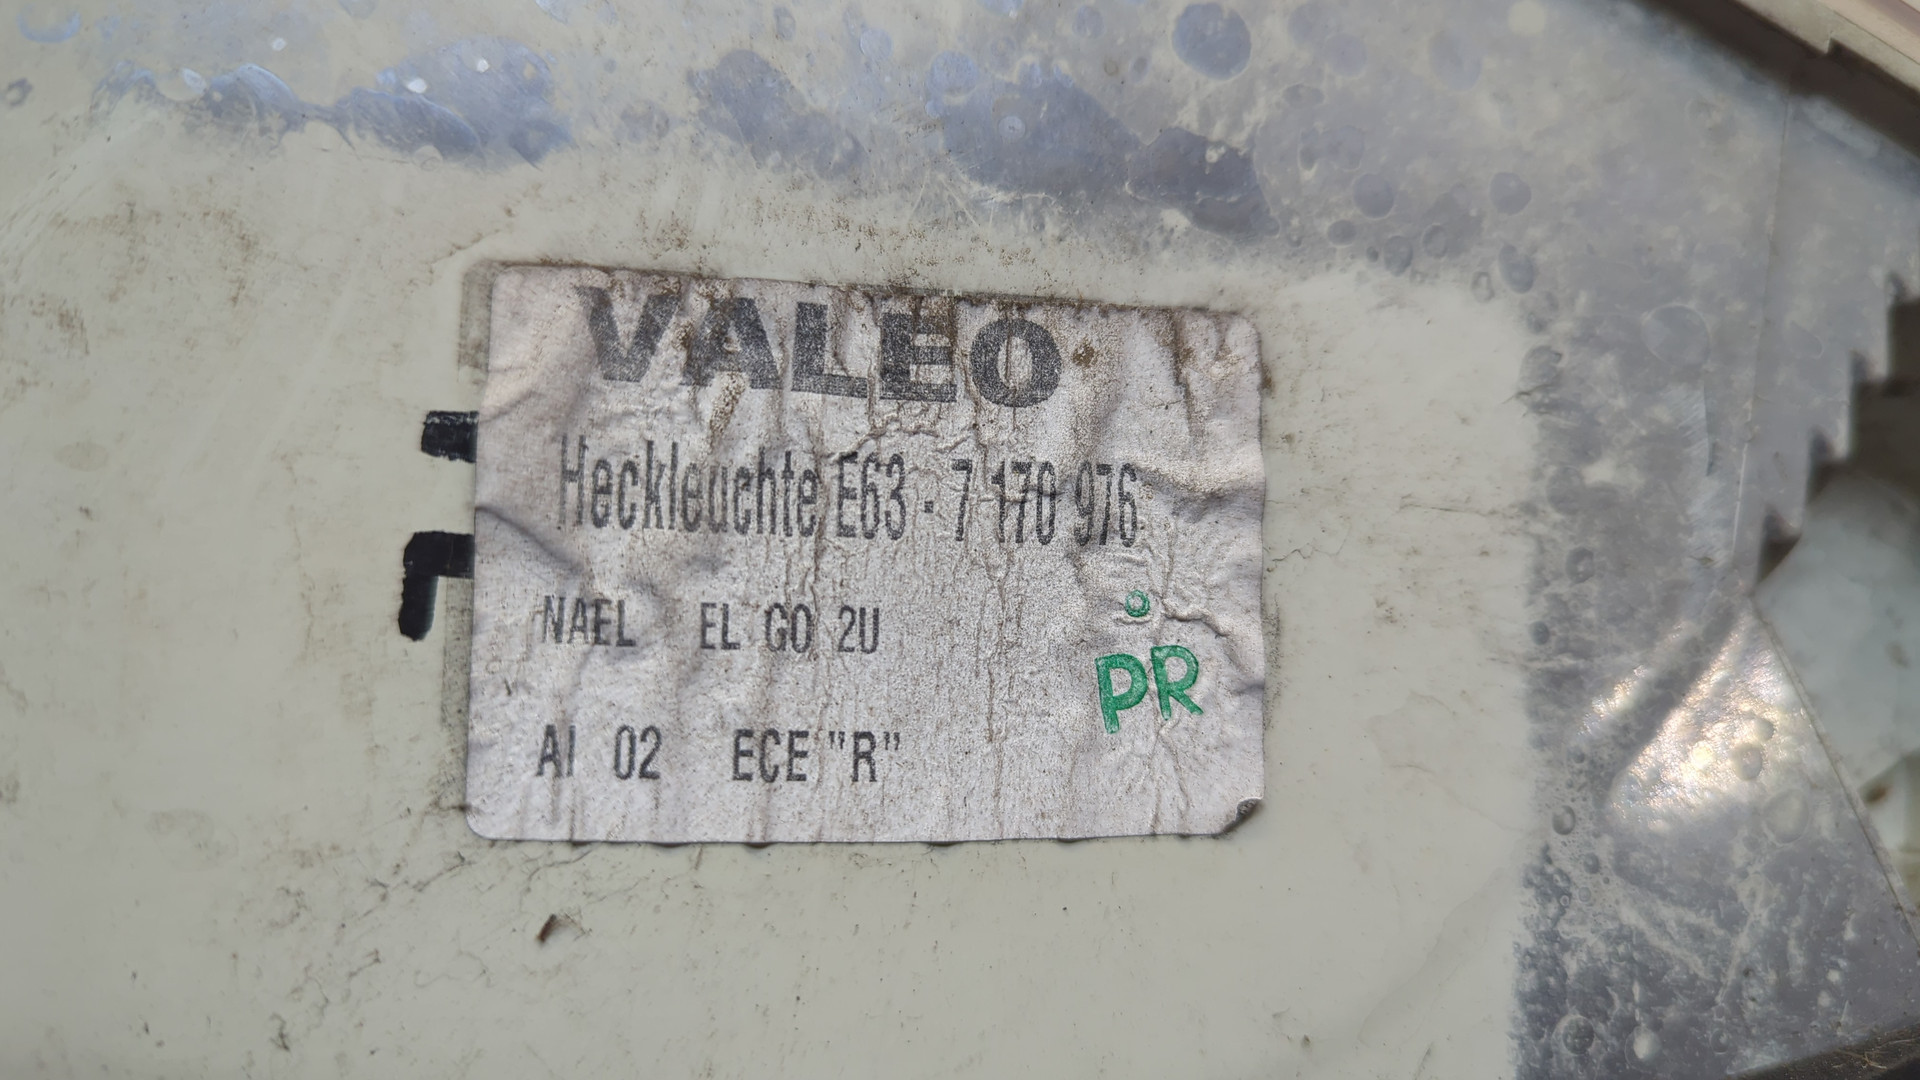 VALEO
Heckleuchte E63 - 7 170 976
NAEL EL GO 2U
PR
AI 02 ECE "R"